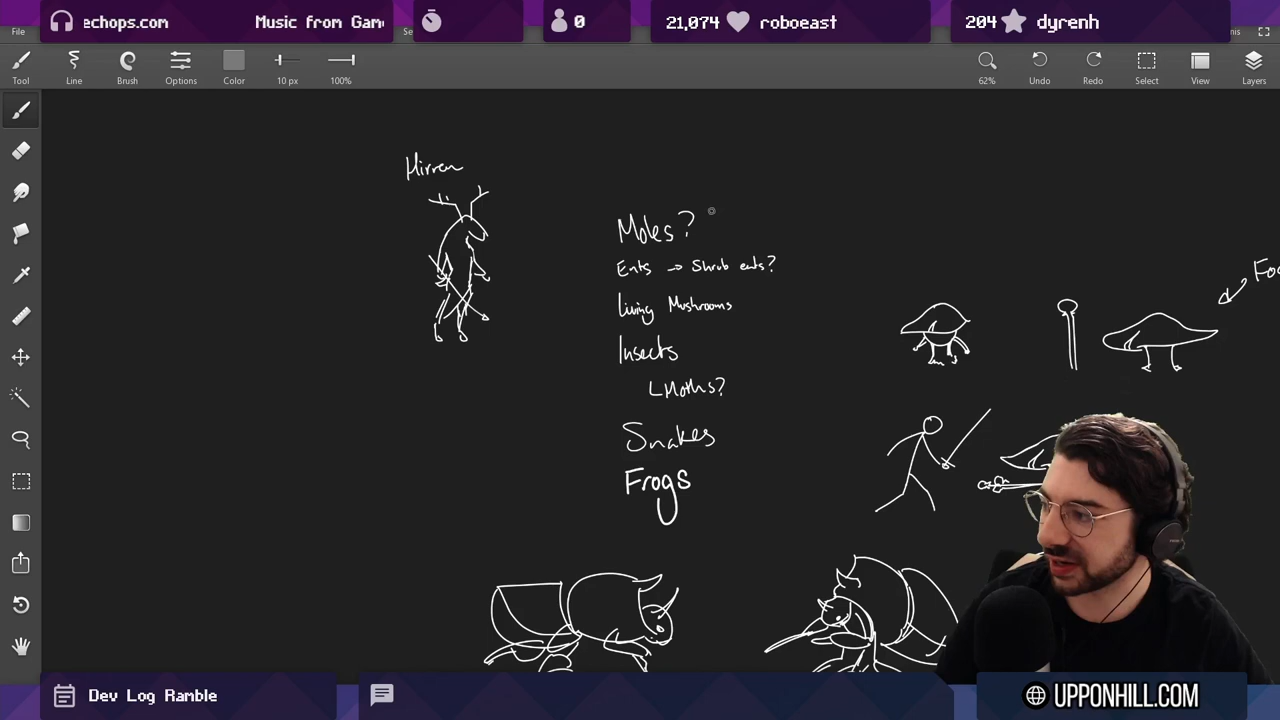 echops.com
Music from Gam
0
21,074 roboeast
204 dyrenh
File
Tool
Line
Brush
Options
Color
10 px
100%
62%
Undo
Redo
Select
View
Layers
Hirren
Moles?
Ents → Shrub ents?
Living Mushrooms
Insects
Moths?
Snakes
Frogs
Dev Log Ramble
UPPONHILL.COM